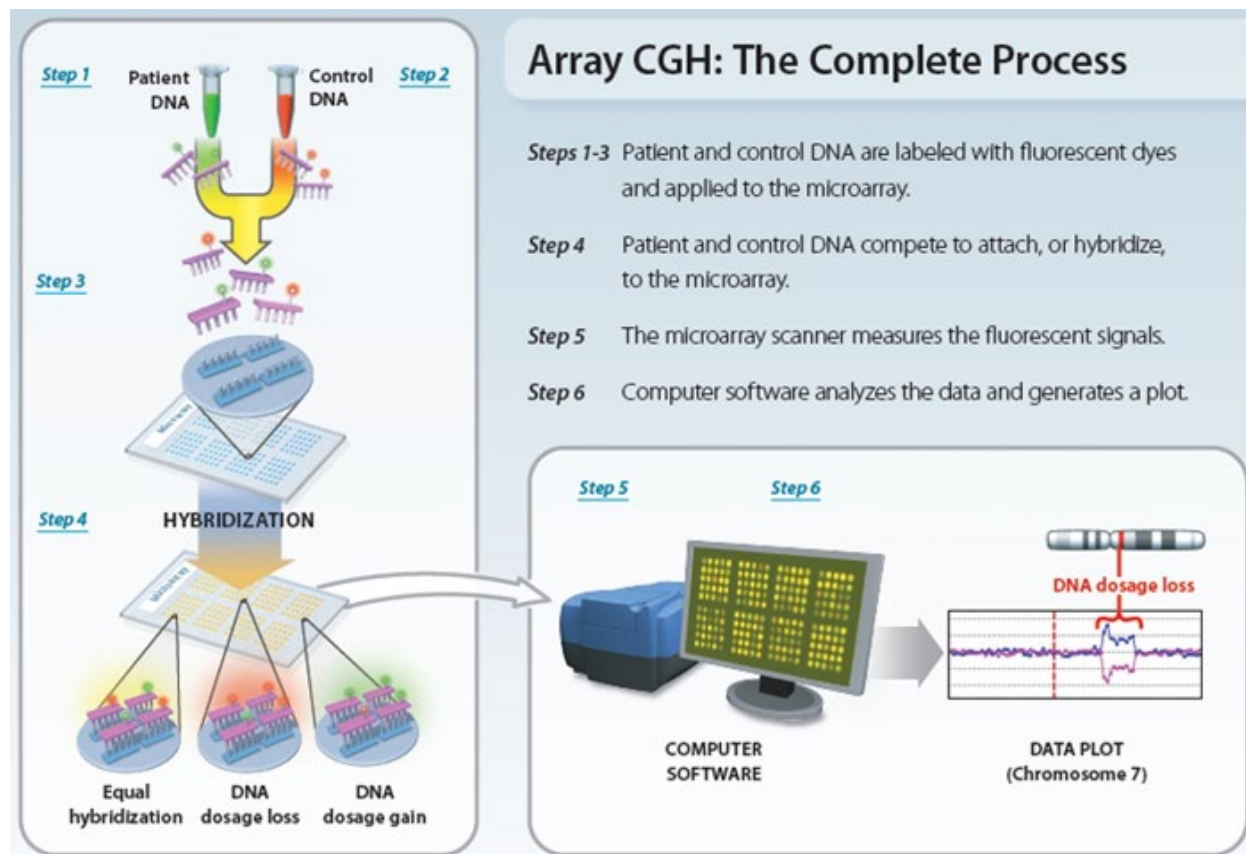 Array CGH: The Complete Process
Step 1
Patient
DNA
Control
DNA
Step 2
Step 3
Step 4
HYBRIDIZATION
Equal
hybridization
DNA
dosage loss
DNA
dosage gain
Steps 1-3 Patient and control DNA are labeled with fluorescent dyes
and applied to the microarray.
Step 4 Patient and control DNA compete to attach, or hybridize,
to the microarray.
Step 5 The microarray scanner measures the fluorescent signals.
Step 6 Computer software analyzes the data and generates a plot.
Step 5
Step 6
DNA dosage loss
COMPUTER
SOFTWARE
DATA PLOT
(Chromosome 7)